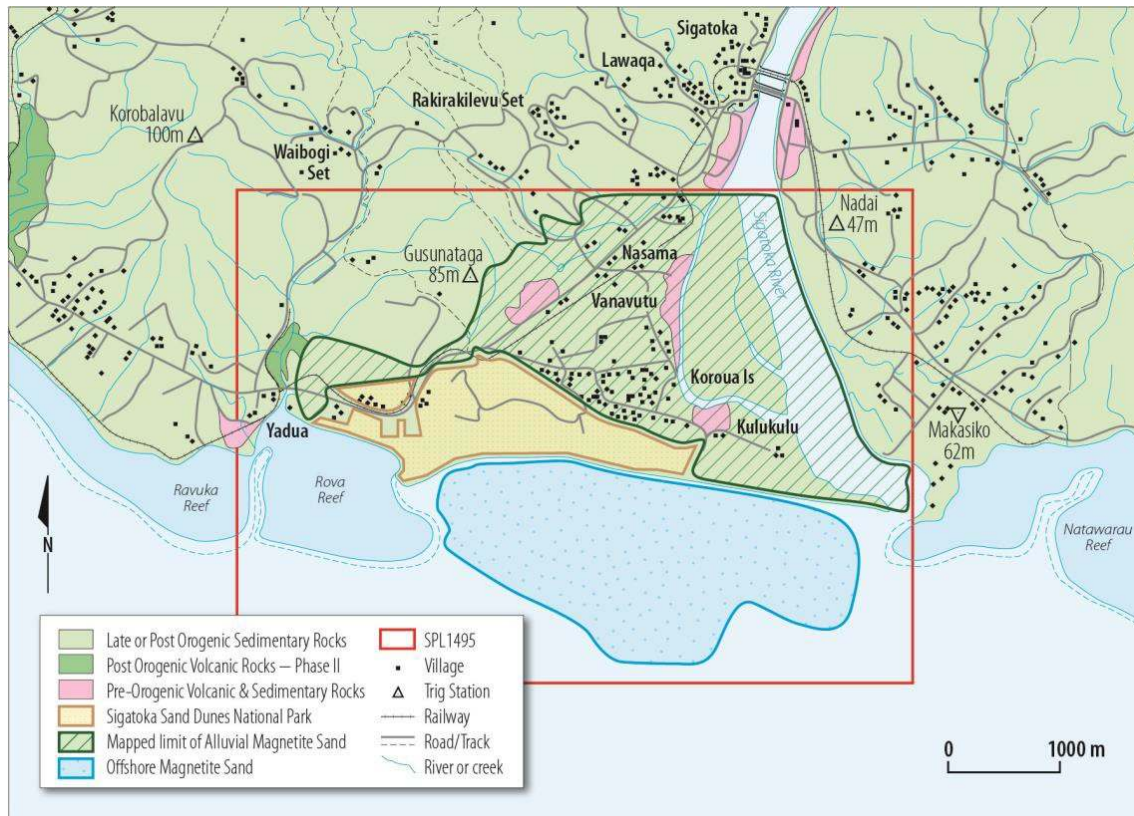 Sigatoka
Lawaqa
Rakirakilevu Set
Korobalavu
100m
Waibogi
Set
Nadai
47m
Gusunataga
85m
Nasama
Sigatoka River
Vanavutu
Koroua Is
Kulukulu
Makasiko
62m
Yadua
Ravuka
Reef
Rova
Reef
Natawarau
Reef
N
Late or Post Orogenic Sedimentary Rocks
Post Orogenic Volcanic Rocks – Phase II
Pre-Orogenic Volcanic & Sedimentary Rocks
Sigatoka Sand Dunes National Park
Mapped limit of Alluvial Magnetite Sand
Offshore Magnetite Sand
SPL1495
Village
Trig Station
Railway
Road/Track
River or creek
0 1000 m